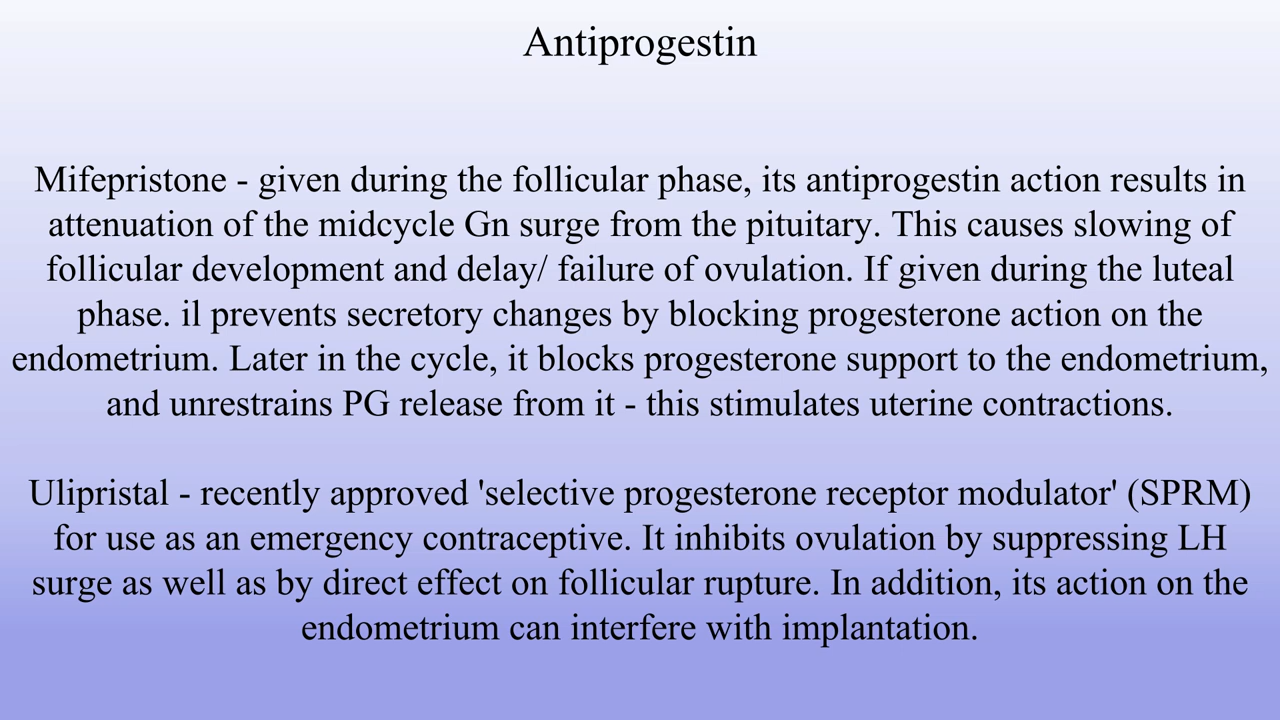 Antiprogestin
Mifepristone - given during the follicular phase, its antiprogestin action results in
attenuation of the midcycle Gn surge from the pituitary. This causes slowing of
follicular development and delay/ failure of ovulation. If given during the luteal
phase. il prevents secretory changes by blocking progesterone action on the
endometrium. Later in the cycle, it blocks progesterone support to the endometrium,
and unrestrains PG release from it - this stimulates uterine contractions.
Ulipristal - recently approved 'selective progesterone receptor modulator' (SPRM)
for use as an emergency contraceptive. It inhibits ovulation by suppressing LH
surge as well as by direct effect on follicular rupture. In addition, its action on the
endometrium can interfere with implantation.